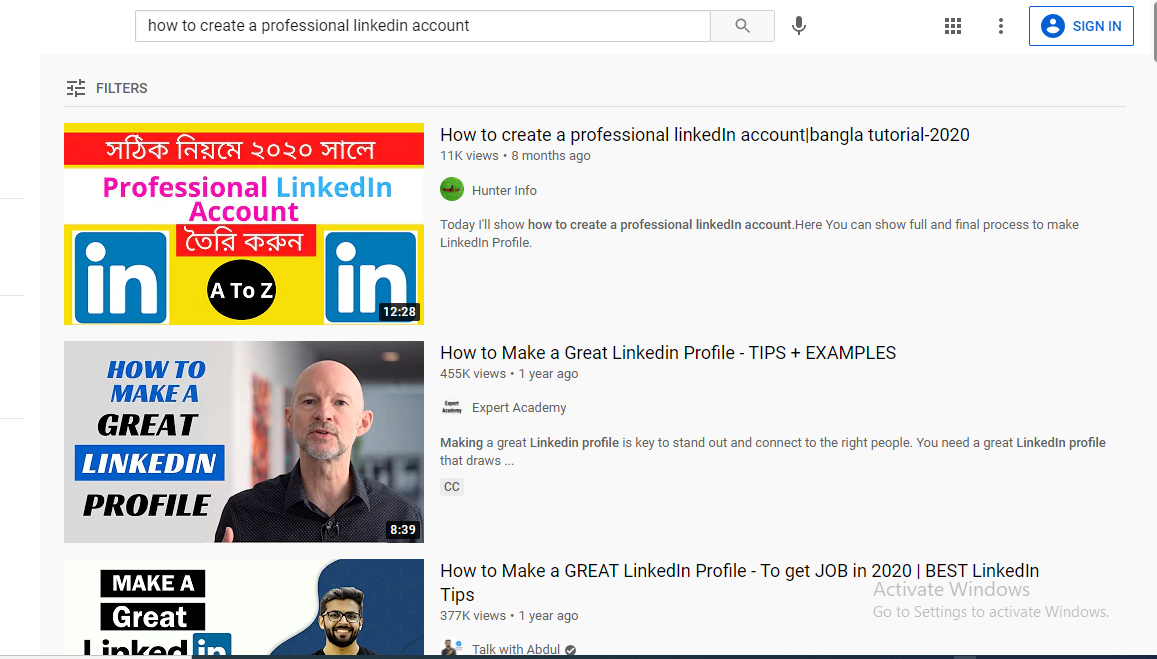 how to create a professional linkedin account
SIGN IN
FILTERS
সঠিক নিয়মে ২০২০ সালে
Professional LinkedIn
Account
তৈরি করুন
in
A To Z
in
12:28
How to create a professional linkedIn account|bangla tutorial-2020
11K views • 8 months ago
Hunter Info
Today I'll show how to create a professional linkedIn account.Here You can show full and final process to make
LinkedIn Profile.
HOW TO
MAKE A
GREAT
LINKEDIN
PROFILE
8:39
How to Make a Great Linkedin Profile - TIPS + EXAMPLES
455K views • 1 year ago
Expert
Academy
Expert Academy
Making a great Linkedin profile is key to stand out and connect to the right people. You need a great LinkedIn profile
that draws ...
CC
MAKE A
Great
Linked in
How to Make a GREAT LinkedIn Profile - To get JOB in 2020 | BEST LinkedIn
Tips
377K views • 1 year ago
Talk with Abdul
Activate Windows
Go to Settings to activate Windows.